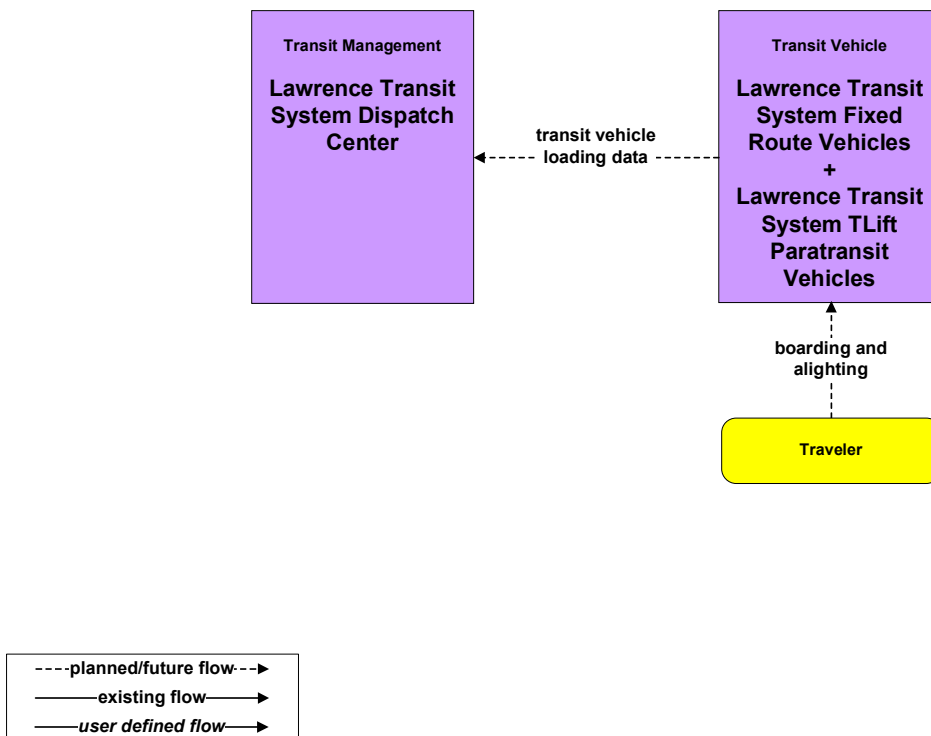 Transit Management
Lawrence Transit
System Dispatch
Center
transit vehicle
loading data
Transit Vehicle
Lawrence Transit
System Fixed
Route Vehicles
+
Lawrence Transit
System TLift
Paratransit
Vehicles
boarding and
alighting
Traveler
planned/future flow
existing flow
user defined flow